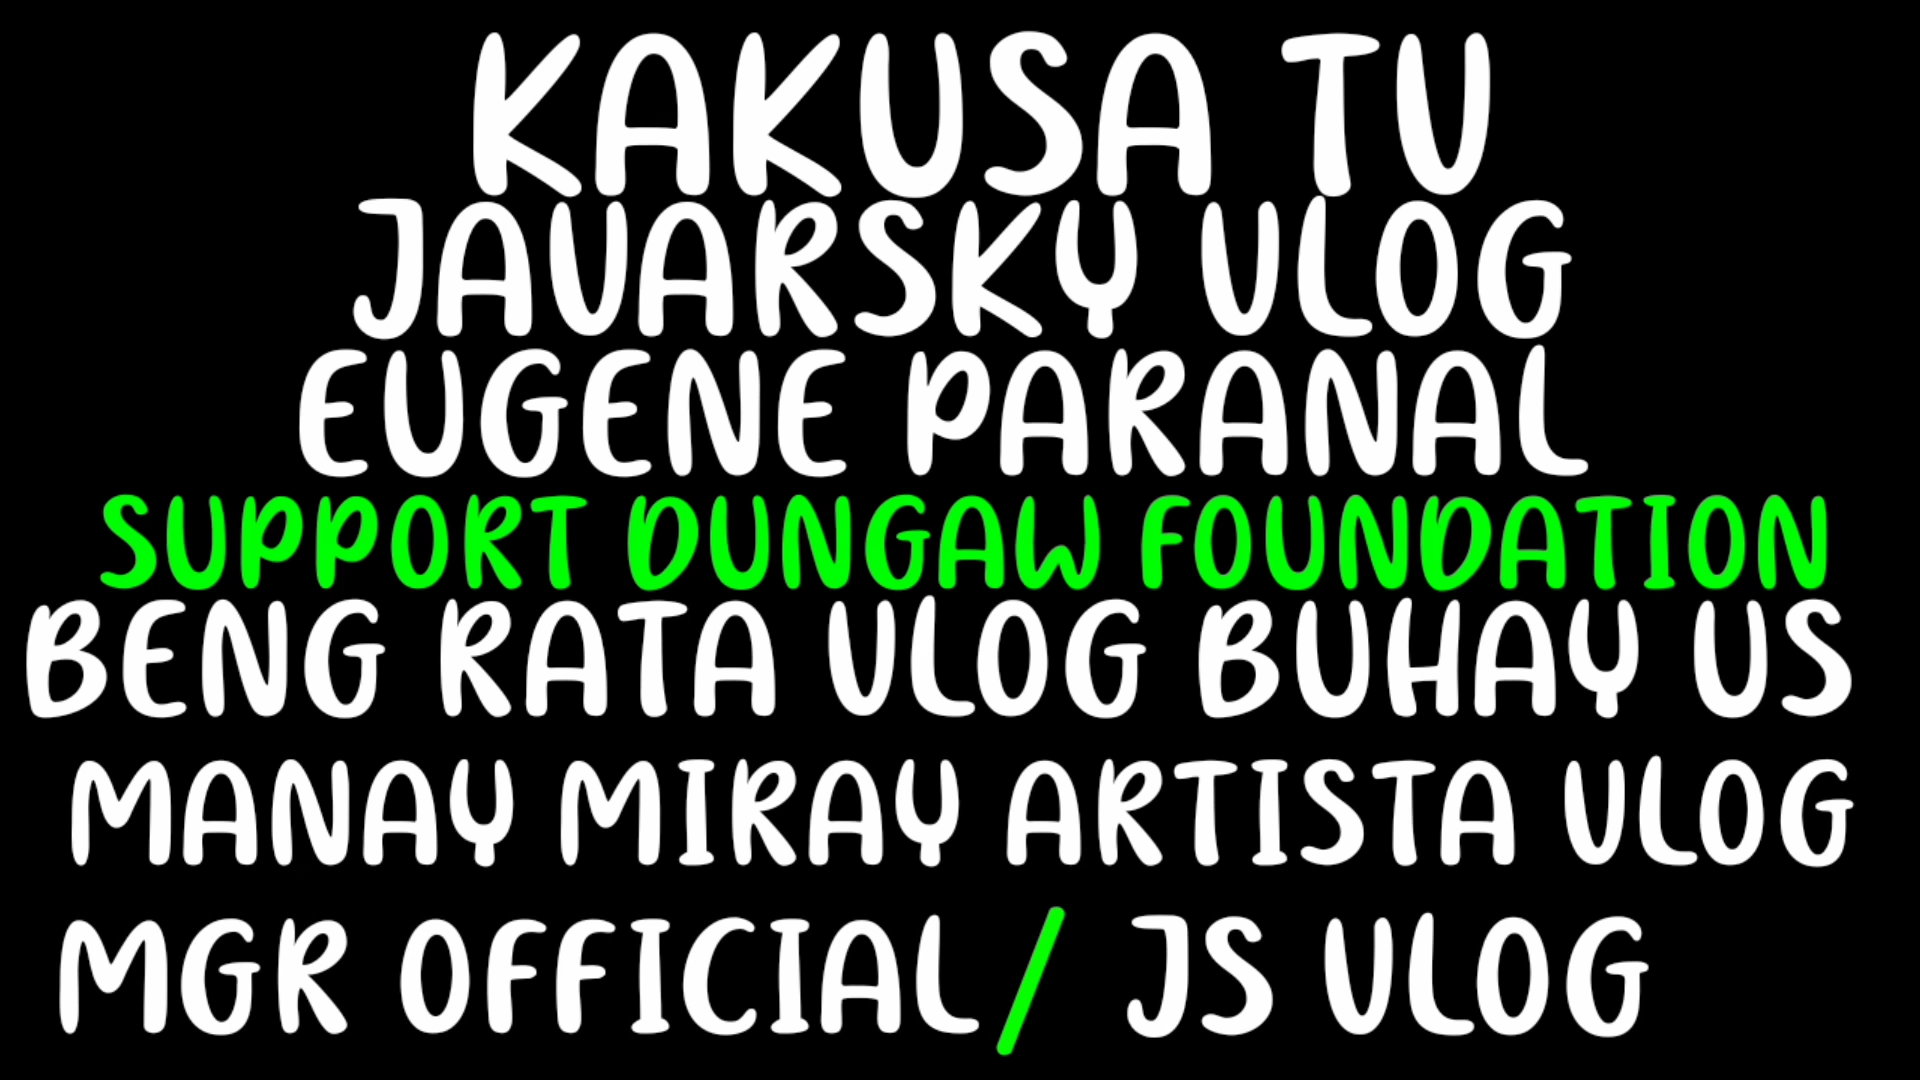 KAKUSA TV
JAVARSKY VLOG
EUGENE PARANAL
SUPPORT DUNGAW FOUNDATION
BENG RATA VLOG BUHAY US
MANAY MIRAY ARTISTA VLOG
MGR OFFICIAL/ JS VLOG